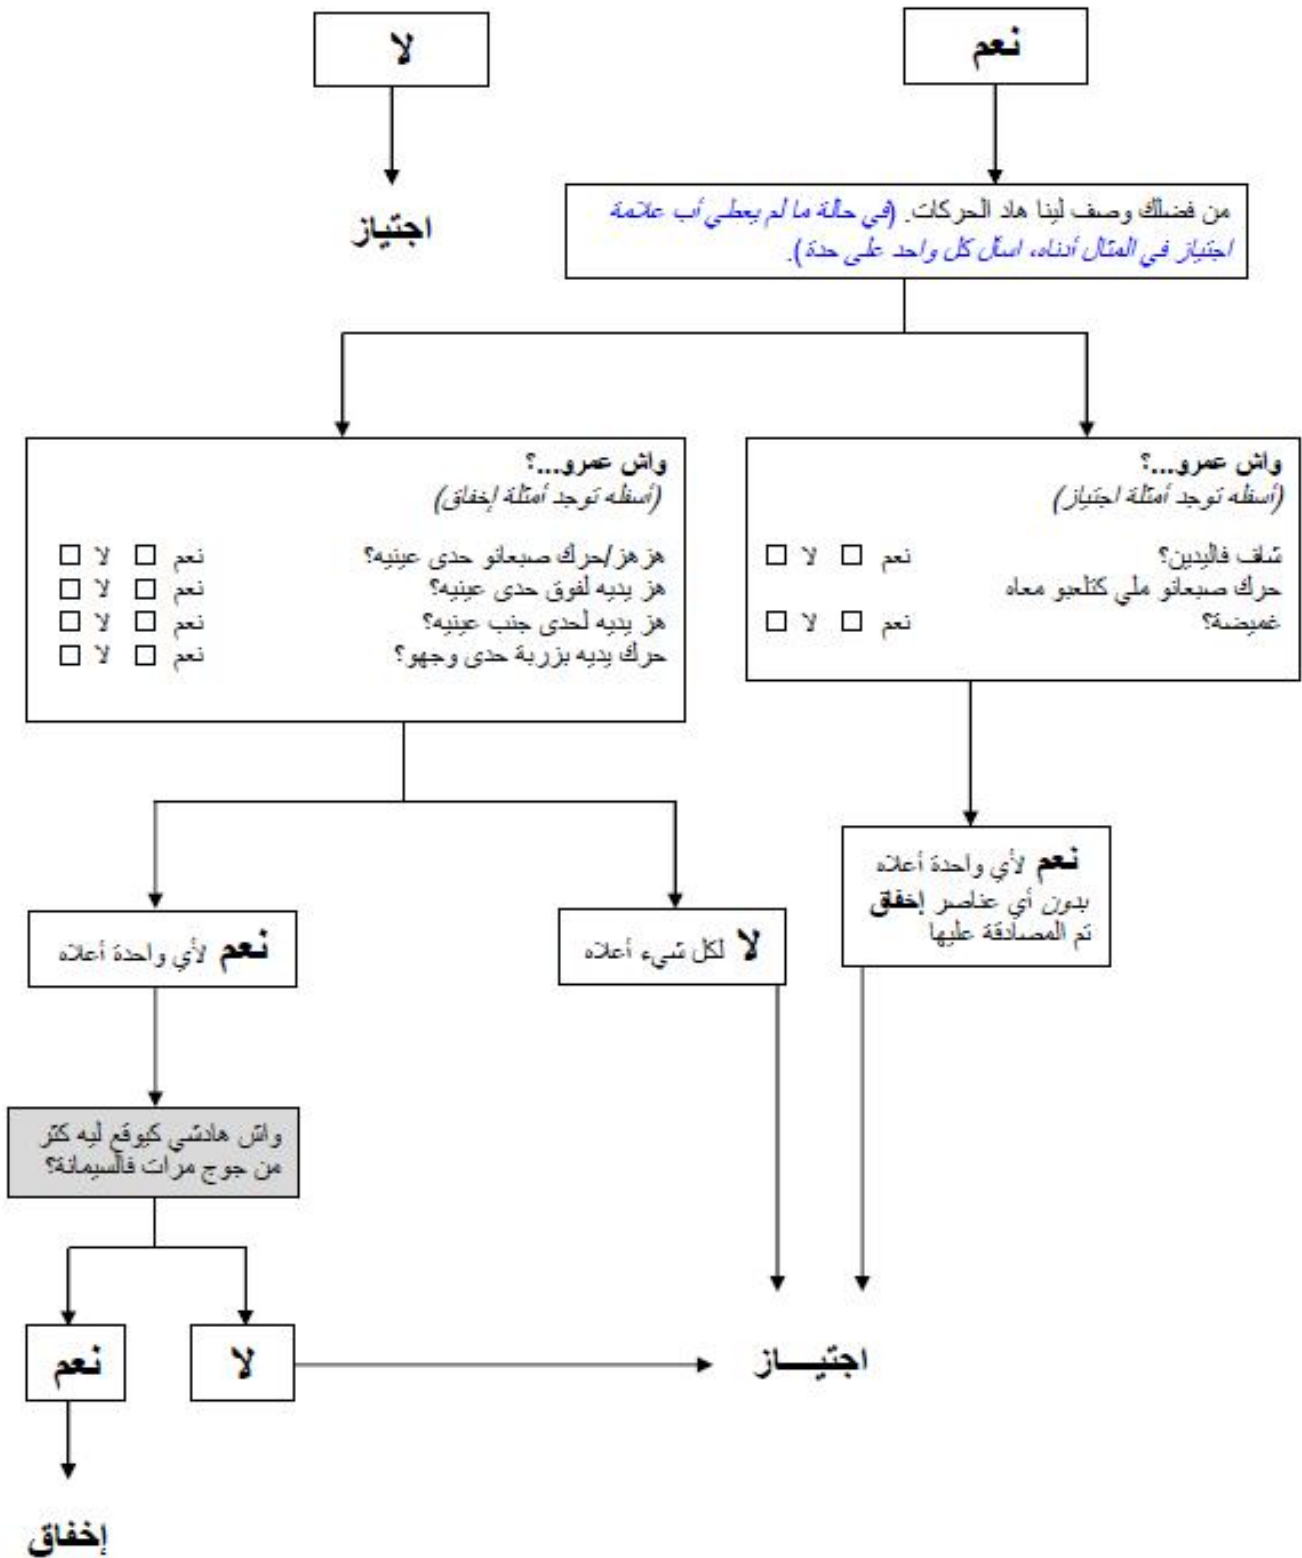 نعم
لا
اجتياز
من فضلك وصف لينا هاد الحركات. (في حالة ما لم يعطي أب علامة
اجتياز في المثال أدناه، اسأل كل واحد على حدة).
واش عمرو...؟
(أسفله توجد أمثلة اجتياز)
شاف فاليدين؟ نعم □ لا □
حرك صبعانو ملي كتلعبو معاه
غميضة؟ نعم □ لا □
واش عمرو...؟
(أسفله توجد أمثلة إخفاق)
هز هز/حرك صبعانو حدى عينيه؟ نعم □ لا □
هز يديه لفوق حدى عينيه؟ نعم □ لا □
هز يديه لحدى جنب عينيه؟ نعم □ لا □
حرك يديه بزربة حدى وجهو؟ نعم □ لا □
نعم لأي واحدة أعلاه
بدون أي عناصر إخفاق
تم المصادقة عليها
لا لكل شيء أعلاه
نعم لأي واحدة أعلاه
واش هادشي كيوقع ليه كتر
من جوج مرات فالسيمانة؟
لا
نعم
اجتيـــاز
إخفاق